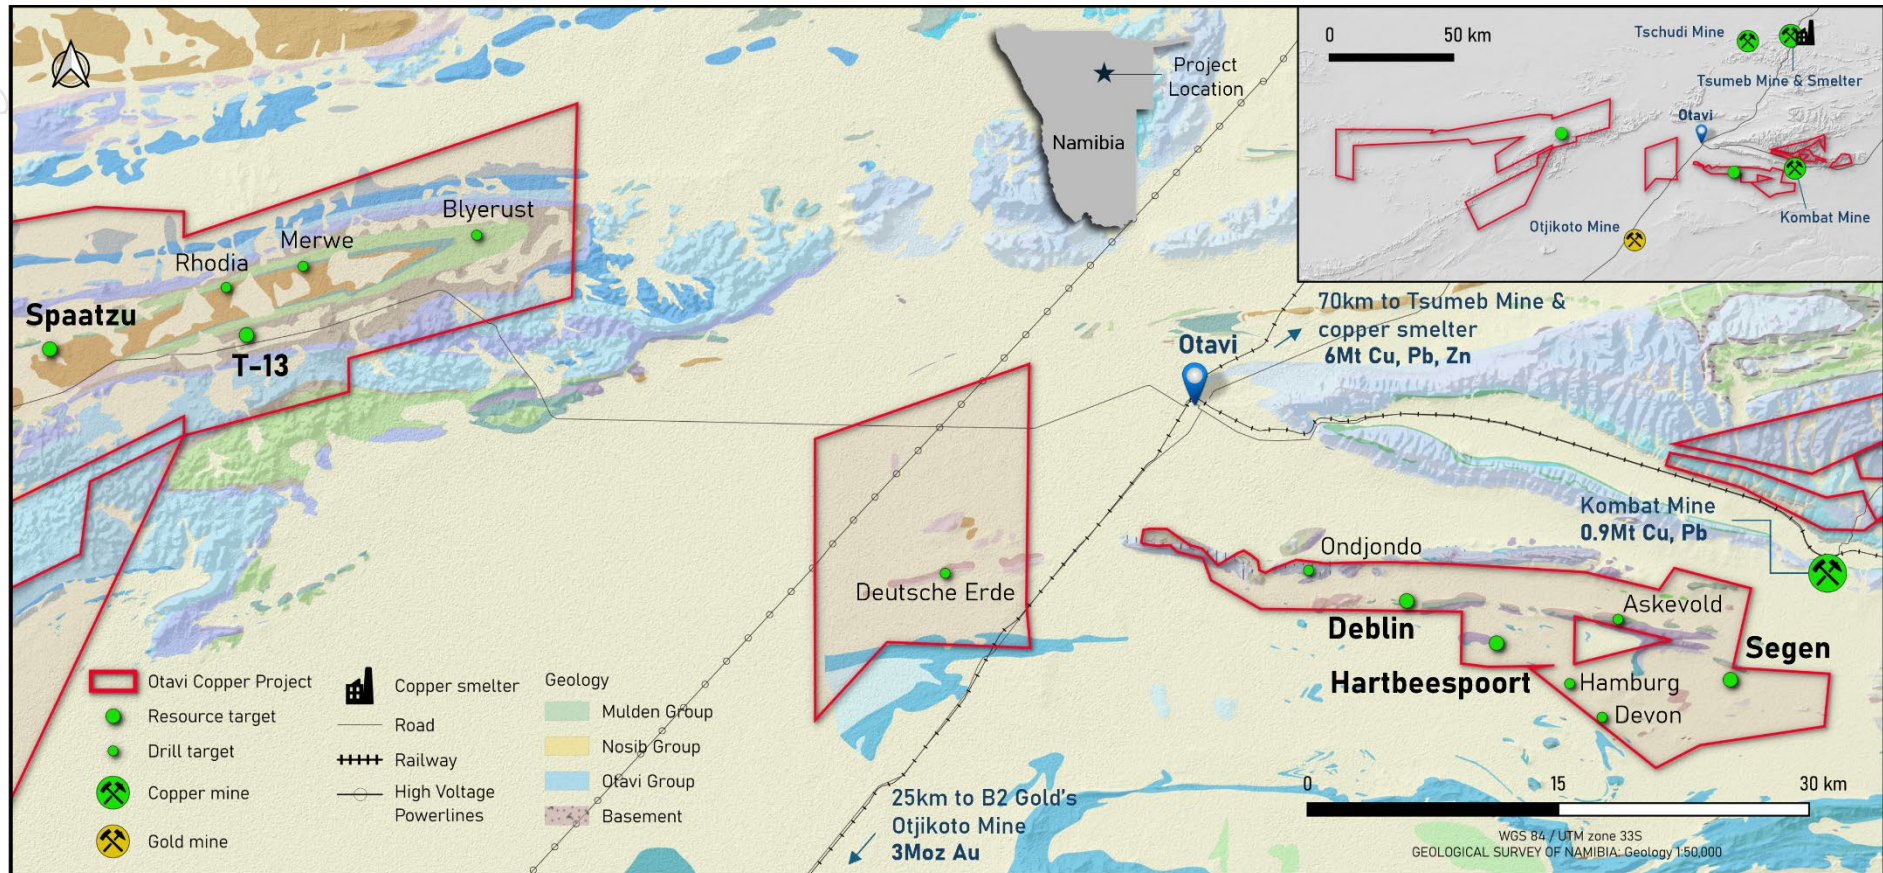 Project
Location
Namibia
0
50 km
Tschudi Mine
Tsumeb Mine & Smelter
Otavi
Otjikoto Mine
Kombat Mine
Blyerust
Merwe
Rhodia
Spaatzu
T-13
70km to Tsumeb Mine &
copper smelter
6Mt Cu, Pb, Zn
Otavi
Kombat Mine
0.9Mt Cu, Pb
Ondjondo
Deutsche Erde
Askevold
Deblin
Segen
Hartbeespoort
Hamburg
Devon
Otavi Copper Project
Resource target
Drill target
Copper mine
Gold mine
Copper smelter
Road
Railway
High Voltage
Powerlines
Geology
Mulden Group
Nosib Group
Otavi Group
Basement
25km to B2 Gold's
Otjikoto Mine
3Moz Au
0
15
30 km
WGS 84 / UTM zone 33S
GEOLOGICAL SURVEY OF NAMIBIA: Geology 1:50,000